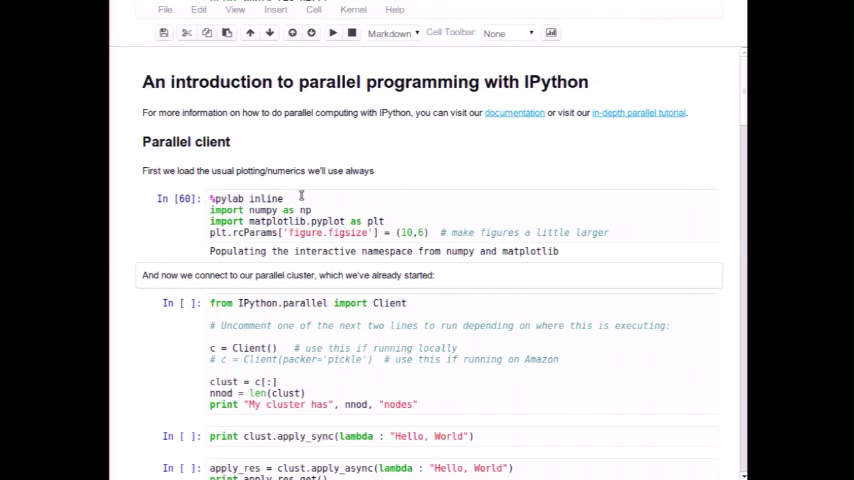 File Edit View Insert Cell Kernel Help
Markdown Cell Toolbar: None
An introduction to parallel programming with IPython
For more information on how to do parallel computing with IPython, you can visit our documentation or visit our in-depth parallel tutorial.
Parallel client
First we load the usual plotting/numerics we'll use always
In [60]: %pylab inline
import numpy as np
import matplotlib.pyplot as plt
plt.rcParams['figure.figsize'] = (10,6)  # make figures a little larger
Populating the interactive namespace from numpy and matplotlib
And now we connect to our parallel cluster, which we've already started:
In [ ]: from IPython.parallel import Client
# Uncomment one of the next two lines to run depending on where this is executing:
c = Client()   # use this if running locally
# c = Client(packer='pickle')  # use this if running on Amazon
clust = c[:]
nnod = len(clust)
print "My cluster has", nnod, "nodes"
In [ ]: print clust.apply_sync(lambda : "Hello, World")
In [ ]: apply_res = clust.apply_async(lambda : "Hello, World")
print apply_res.get()